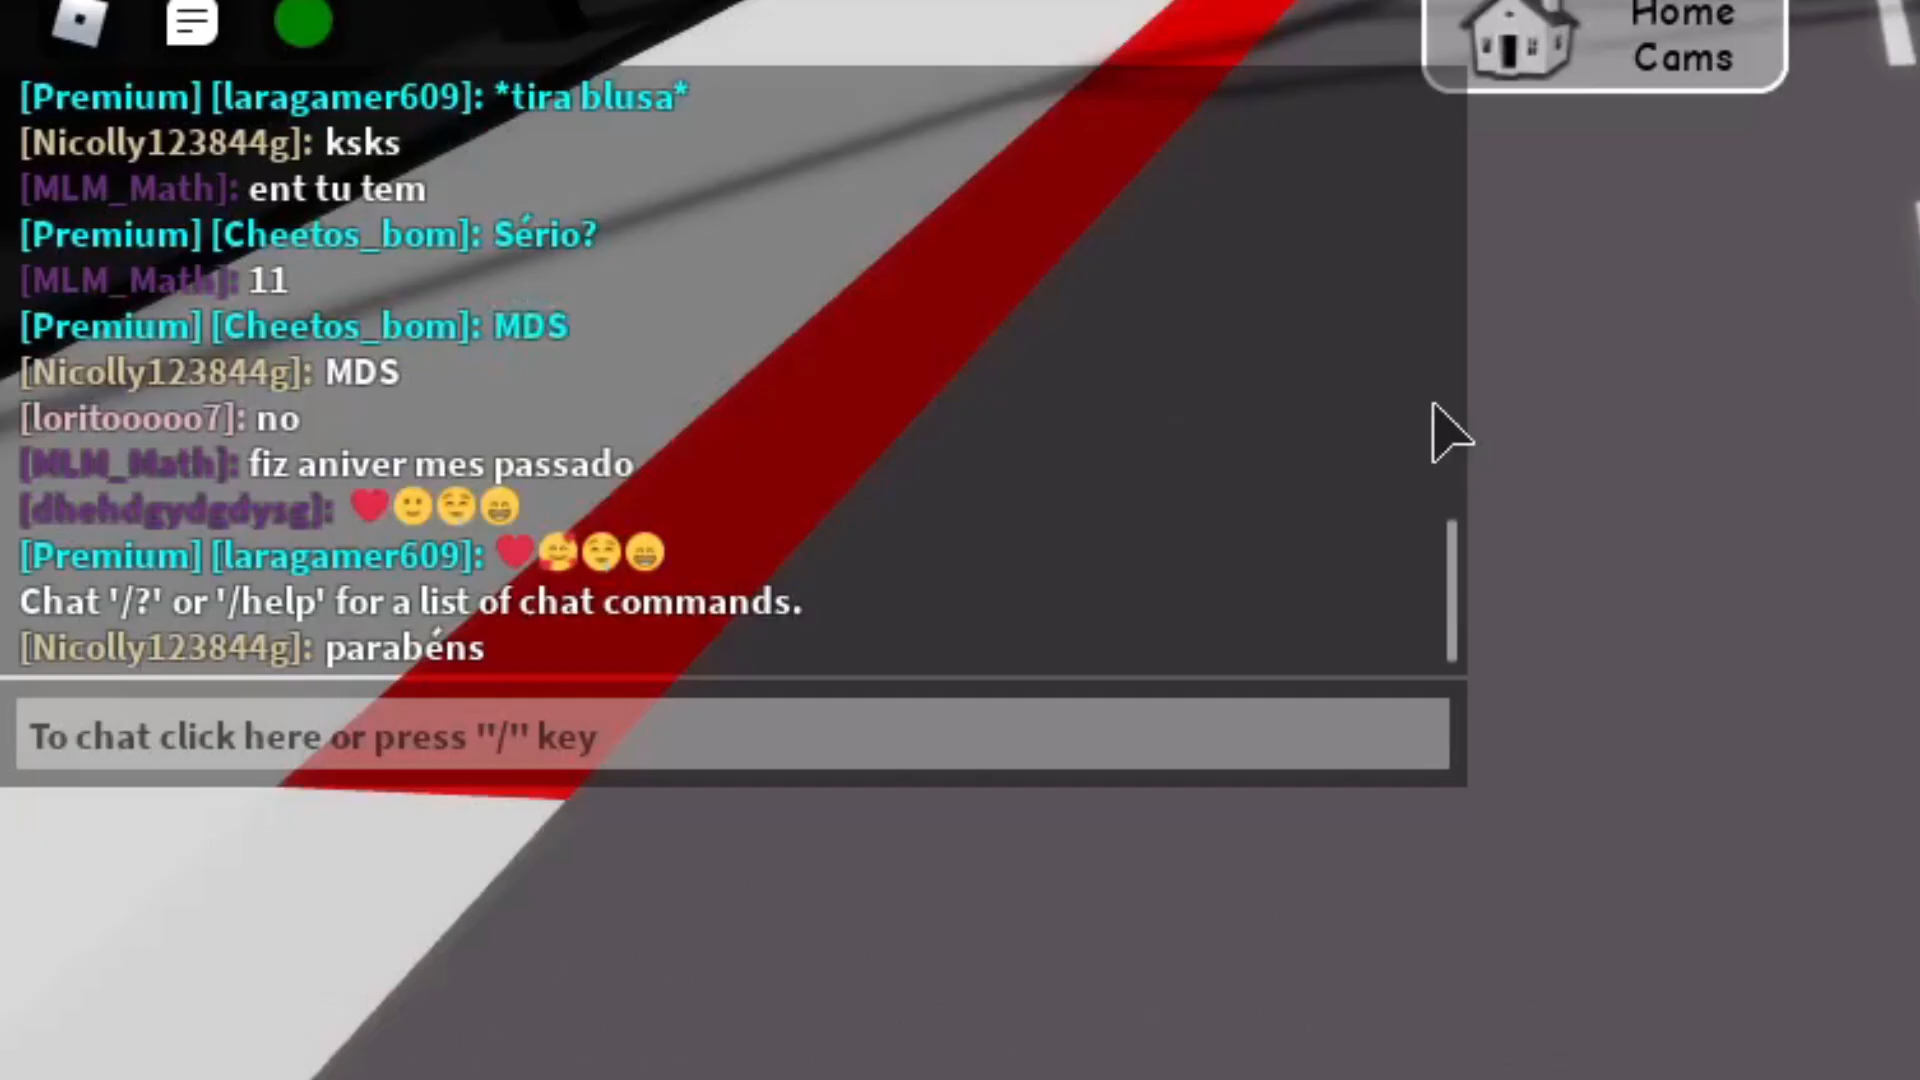 Home
Cams
[Premium] [laragamer609]: *tira blusa*
[Nicolly123844g]: ksks
[MLM_Math]: ent tu tem
[Premium] [Cheetos_bom]: Sério?
[MLM_Math]: 11
[Premium] [Cheetos_bom]: MDS
[Nicolly123844g]: MDS
[loritooooo7]: no
[MLM_Math]: fiz aniver mes passado
[dhehdgydgdysg]: ❤️🙂☺️😁
[Premium] [laragamer609]: ❤️🥰🤤😁
Chat '/?' or '/help' for a list of chat commands.
[Nicolly123844g]: parabéns
To chat click here or press "/" key